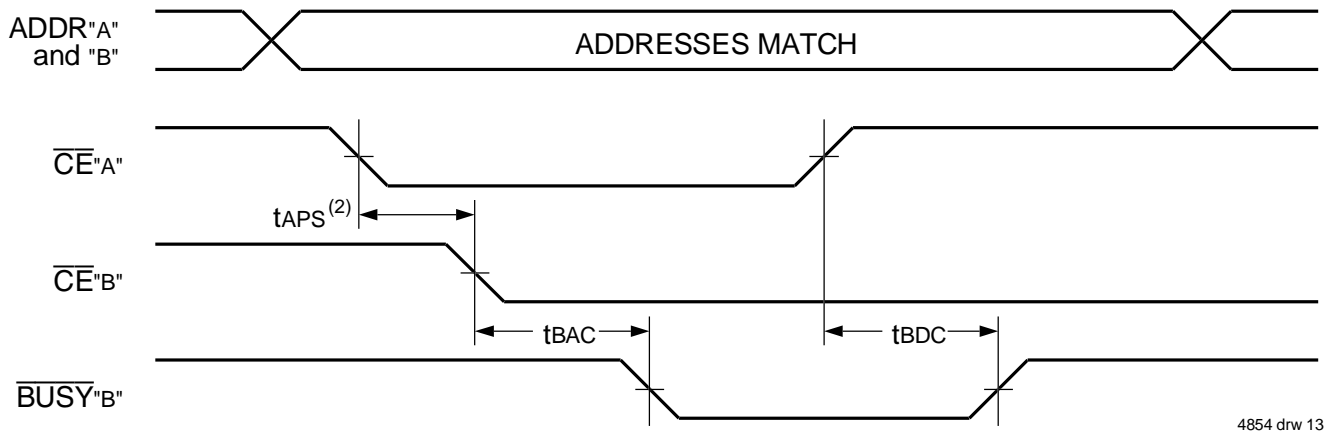 ADDR"A"
and "B"
ADDRESSES MATCH
CE"A"
tAPS(2)
CE"B"
tBAC
tBDC
BUSY"B"
4854 drw 13